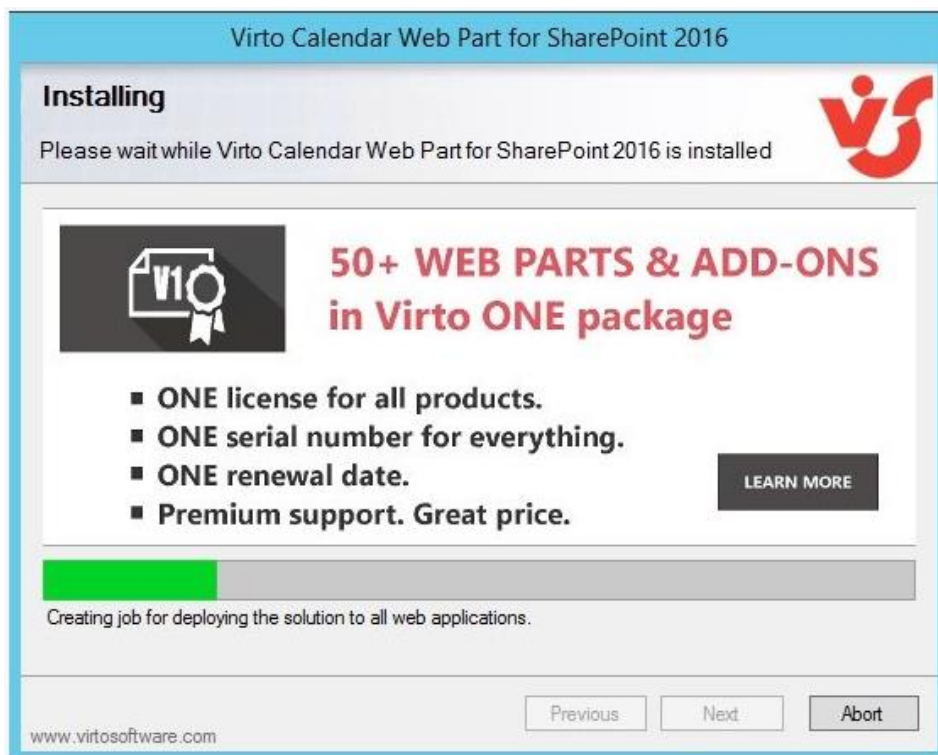 Virto Calendar Web Part for SharePoint 2016
Installing
Please wait while Virto Calendar Web Part for SharePoint 2016 is installed
V1
50+ WEB PARTS & ADD-ONS
in Virto ONE package
ONE license for all products.
ONE serial number for everything.
ONE renewal date.
Premium support. Great price.
LEARN MORE
Creating job for deploying the solution to all web applications.
Previous
Next
Abort
www.virtosoftware.com